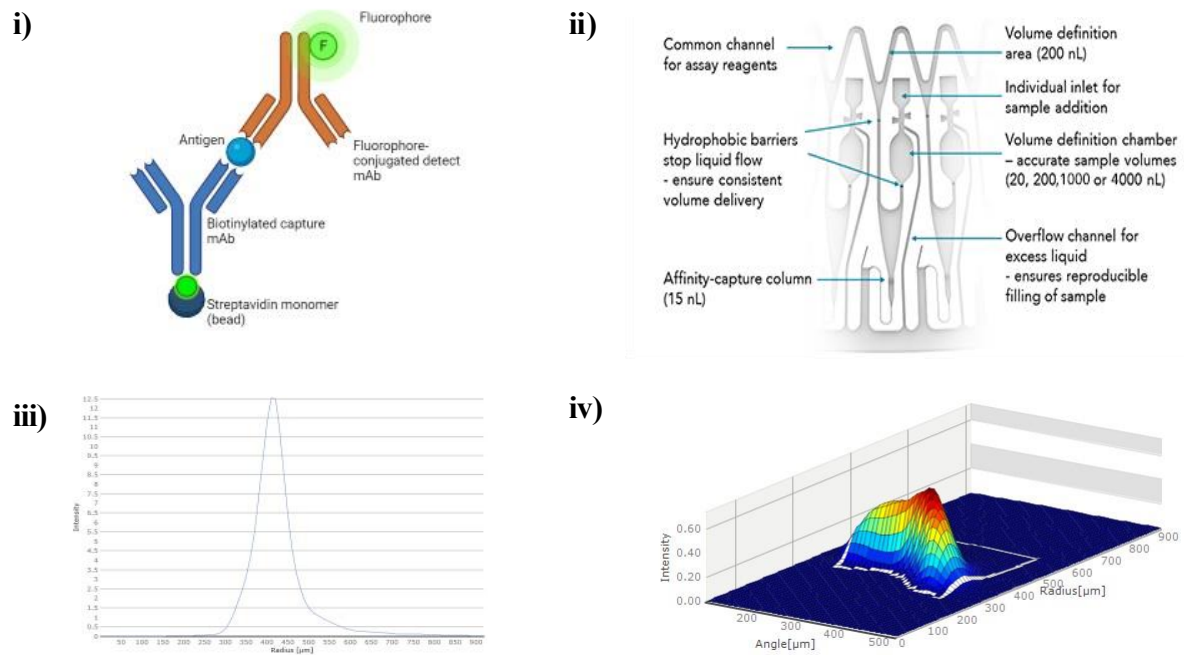 i)
Fluorophore
F
Antigen
Fluorophore-
conjugated detect
mAb
Biotinylated capture
mAb
Streptavidin monomer
(bead)
ii)
Common channel
for assay reagents
Hydrophobic barriers
stop liquid flow
- ensure consistent
volume delivery
Affinity-capture column
(15 nL)
Volume definition
area (200 nL)
Individual inlet for
sample addition
Volume definition chamber
– accurate sample volumes
(20, 200,1000 or 4000 nL)
Overflow channel for
excess liquid
- ensures reproducible
filling of sample
iii)
12.5
12
11.5
11
10.5
10
9.5
9
8.5
8
7.5
7
6.5
6
5.5
5
4.5
4
3.5
3
2.5
2
1.5
1
0.5
0
Intensity
50 100 150 200 250 300 350 400 450 500 550 600 650 700 750 800 850 900
Radius [µm]
iv)
0.60
0.40
0.20
0.00
Intensity
200
300
400
500
Angle[µm]
0
100
200
300
400
500
600
700
800
900
Radius[µm]